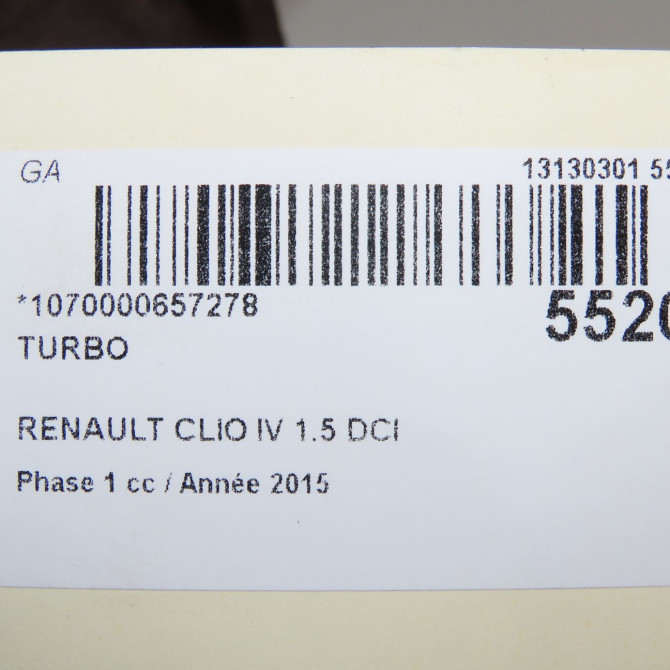 GA 13130301 55
*1070000657278 5520
TURBO
RENAULT CLIO IV 1.5 DCI
Phase 1 cc / Année 2015